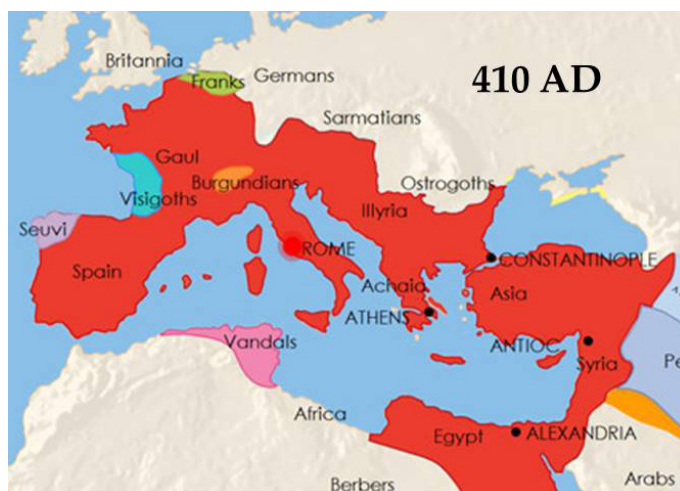 410 AD
Britannia
Franks
Germans
Sarmatians
Gaul
Burgundians
Ostrogoths
Visigoths
Illyria
Seuvi
ROME
CONSTANTINOPLE
Spain
Achaia
Asia
ATHENS
Vandals
ANTIOC
Syria
Pe
Africa
Egypt
ALEXANDRIA
Berbers
Arabs